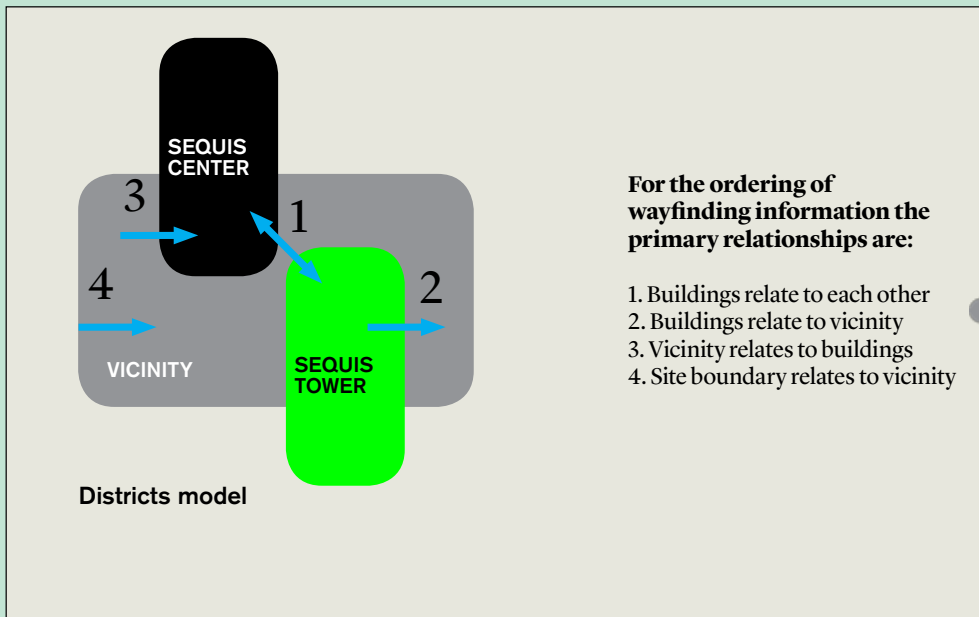 SEQUIS
CENTER
3
1
4
2
VICINITY
SEQUIS
TOWER
Districts model
For the ordering of
wayfinding information the
primary relationships are:
1. Buildings relate to each other
2. Buildings relate to vicinity
3. Vicinity relates to buildings
4. Site boundary relates to vicinity